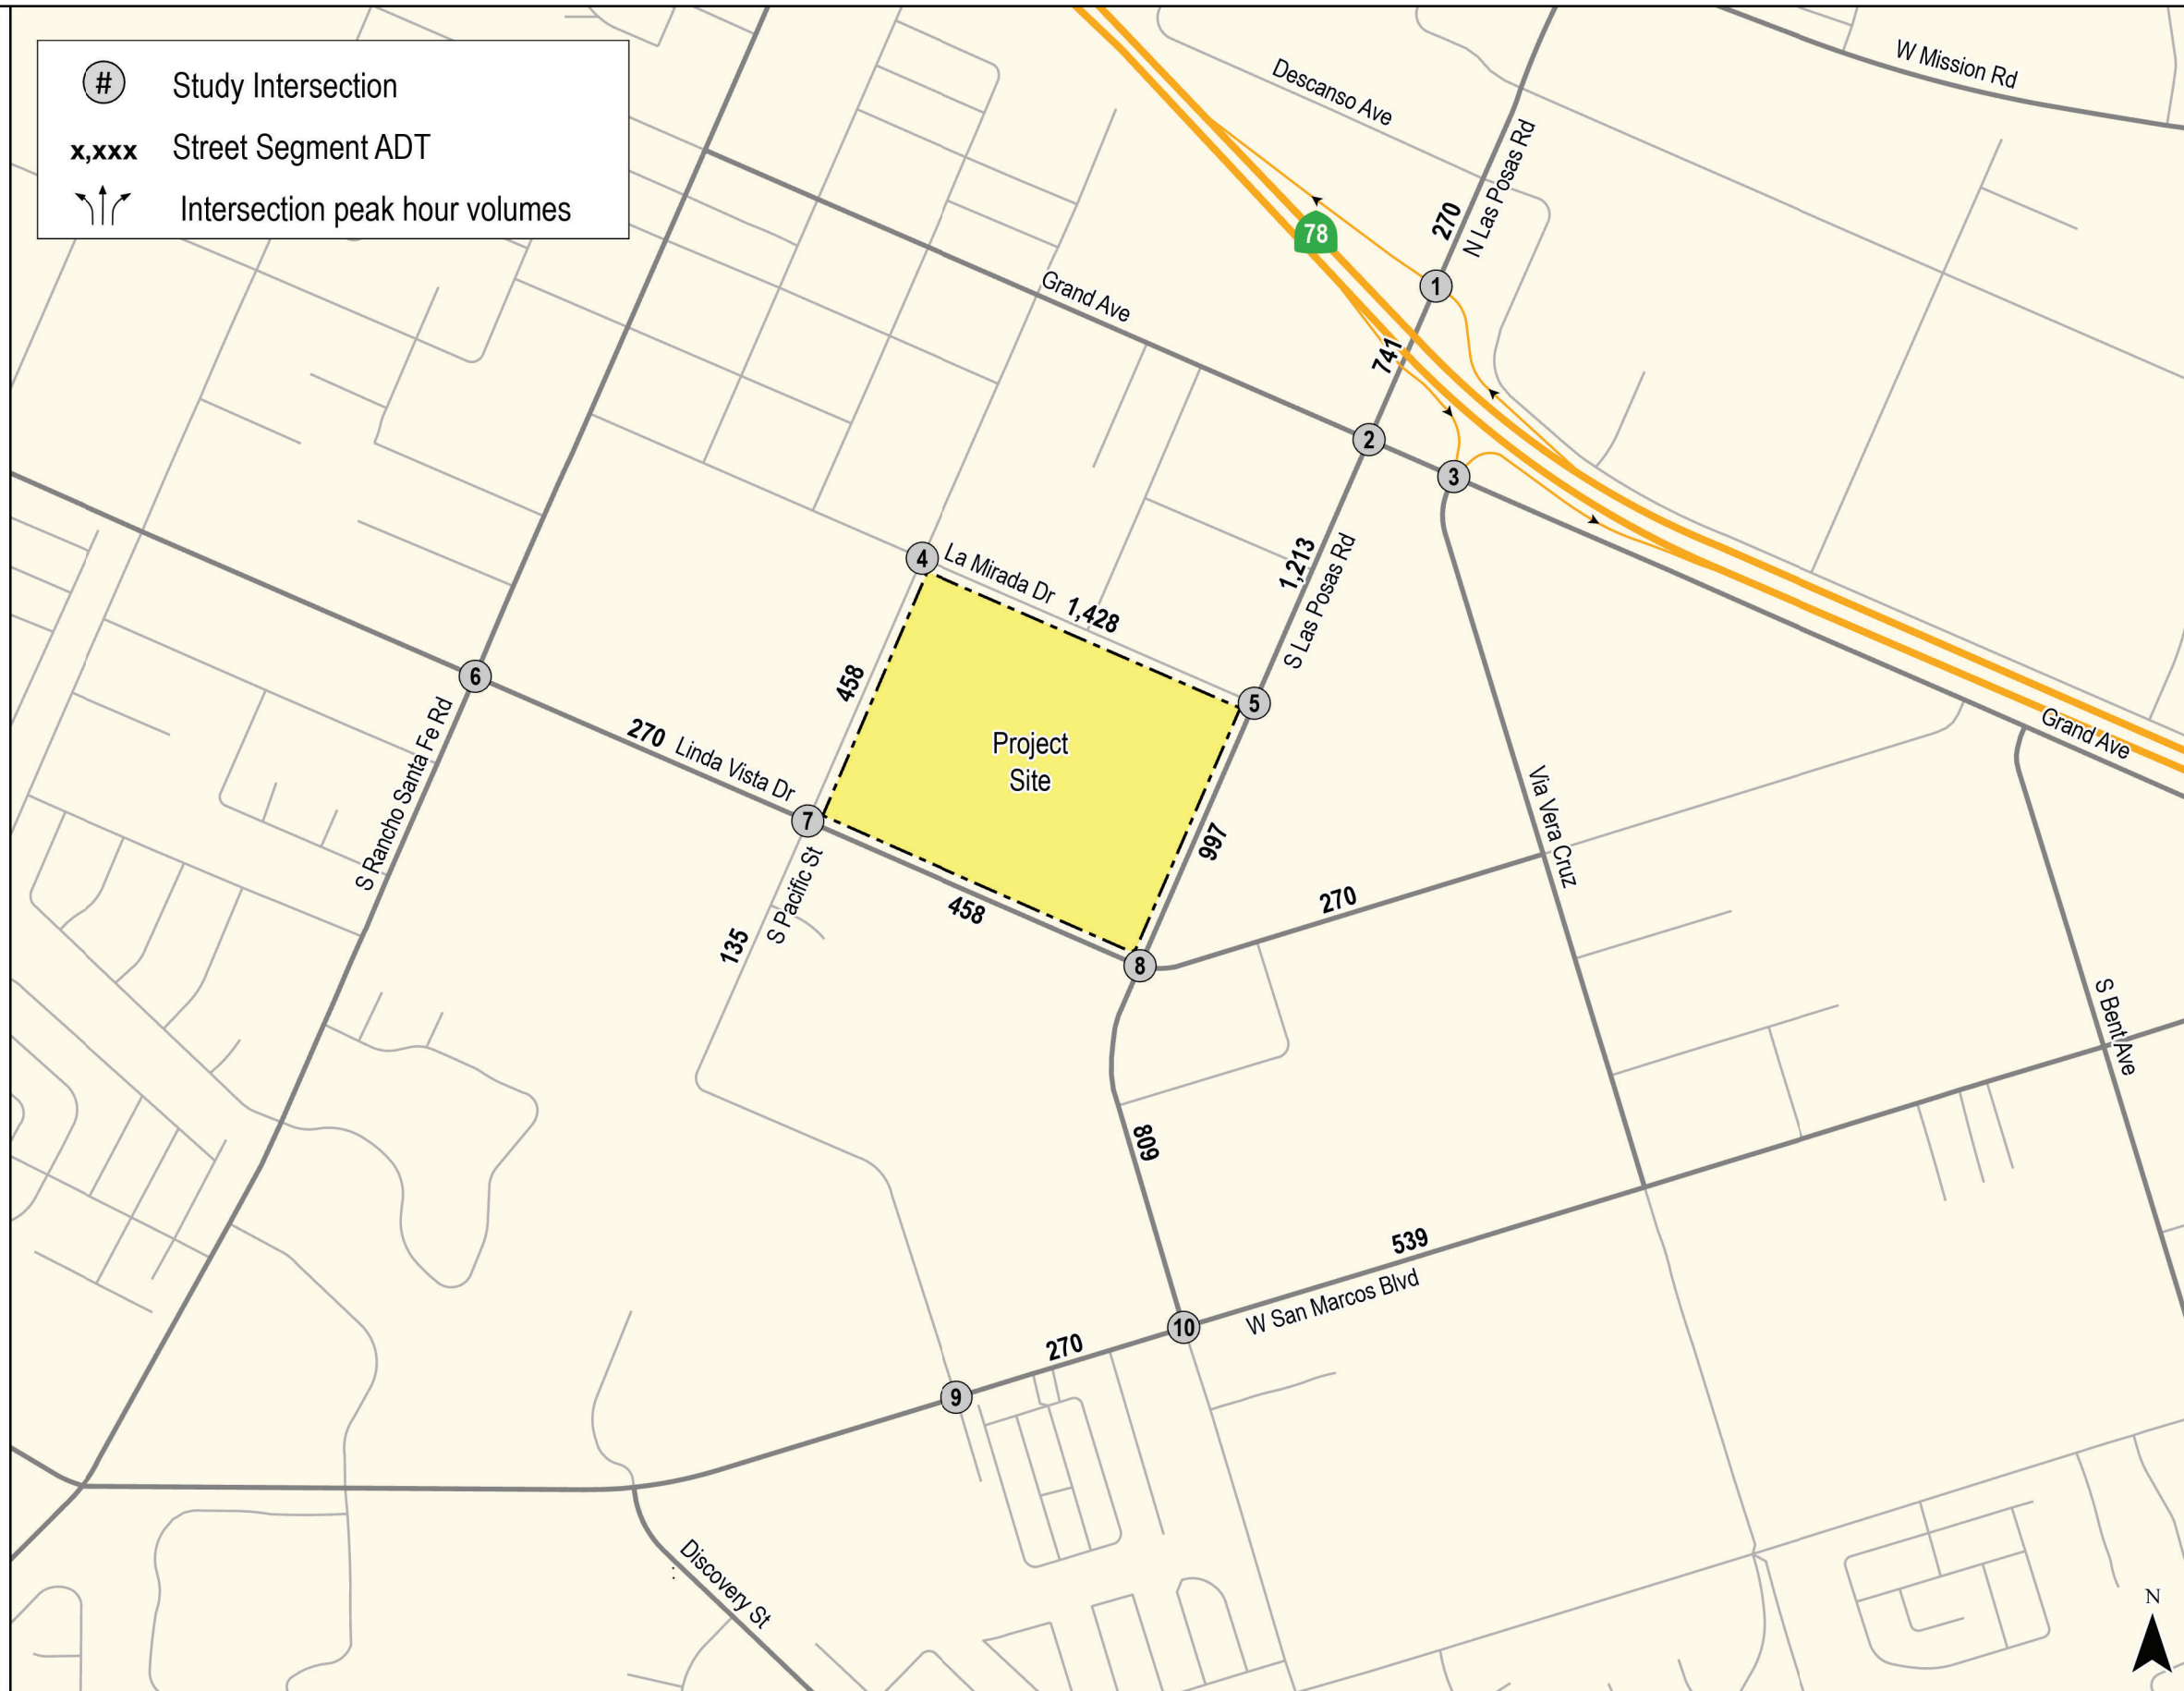 # Study Intersection
x,xxx Street Segment ADT
Intersection peak hour volumes
W Mission Rd
Descanso Ave
N Las Posas Rd
270
78
1
Grand Ave
741
2
3
4
La Mirada Dr
1,428
1,213
S Las Posas Rd
458
5
6
Project
Site
270
Linda Vista Dr
Grand Ave
S Rancho Santa Fe Rd
7
997
Via Vera Cruz
S Pacific St
458
270
135
8
S Bent Ave
809
539
W San Marcos Blvd
10
270
9
Discovery St
N